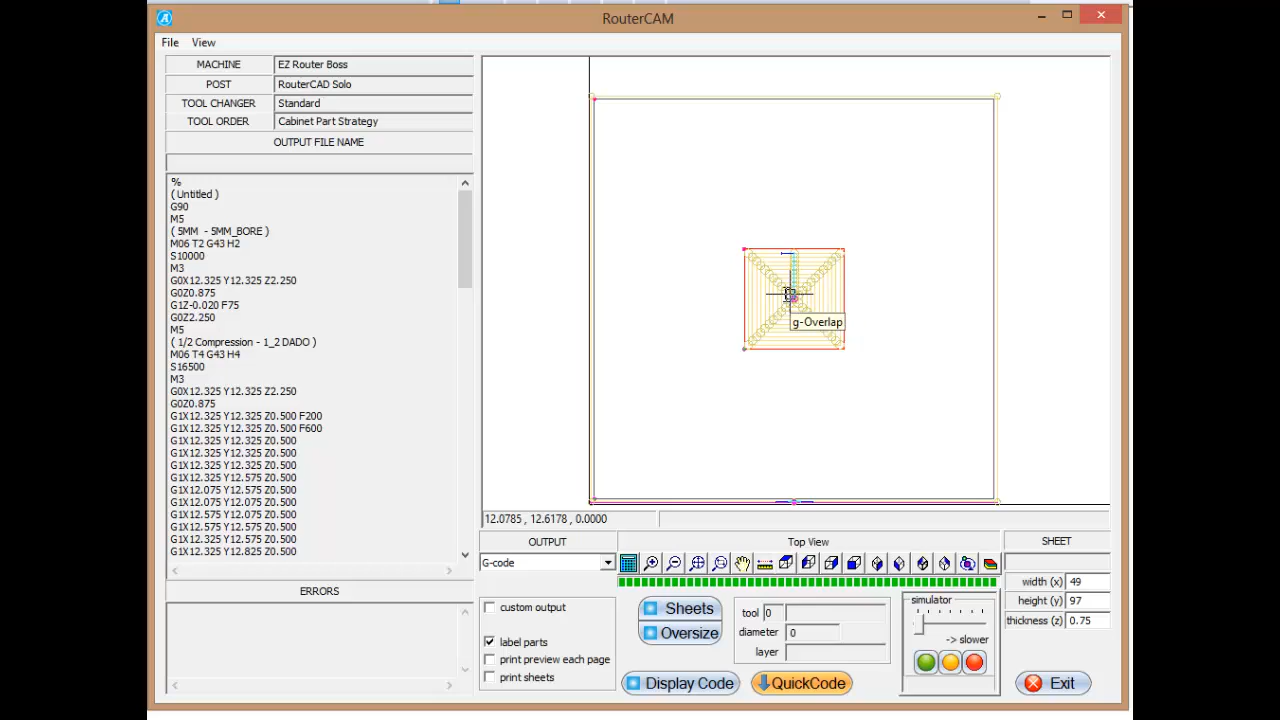 RouterCAM
File View
MACHINE EZ Router Boss
POST RouterCAD Solo
TOOL CHANGER Standard
TOOL ORDER Cabinet Part Strategy
OUTPUT FILE NAME
%
( Untitled )
G90
M5
( 5MM - 5MM_BORE )
M06 T2 G43 H2
S10000
M3
G0X12.325 Y12.325 Z2.250
G0Z0.875
G1Z-0.020 F75
G0Z2.250
M5
( 1/2 Compression - 1_2 DADO )
M06 T4 G43 H4
S16500
M3
G0X12.325 Y12.325 Z2.250
G0Z0.875
G1X12.325 Y12.325 Z0.500 F200
G1X12.325 Y12.325 Z0.500 F600
G1X12.325 Y12.325 Z0.500
G1X12.325 Y12.325 Z0.500
G1X12.325 Y12.325 Z0.500
G1X12.325 Y12.575 Z0.500
G1X12.075 Y12.575 Z0.500
G1X12.075 Y12.075 Z0.500
G1X12.575 Y12.075 Z0.500
G1X12.575 Y12.575 Z0.500
G1X12.325 Y12.575 Z0.500
G1X12.325 Y12.825 Z0.500
g-Overlap
12.0785 , 12.6178 , 0.0000
OUTPUT
Top View
SHEET
G-code
width (x) 49
height (y) 97
thickness (z) 0.75
ERRORS
custom output
label parts
print preview each page
print sheets
Sheets
Oversize
tool 0
diameter 0
layer
simulator
-> slower
Display Code
QuickCode
Exit